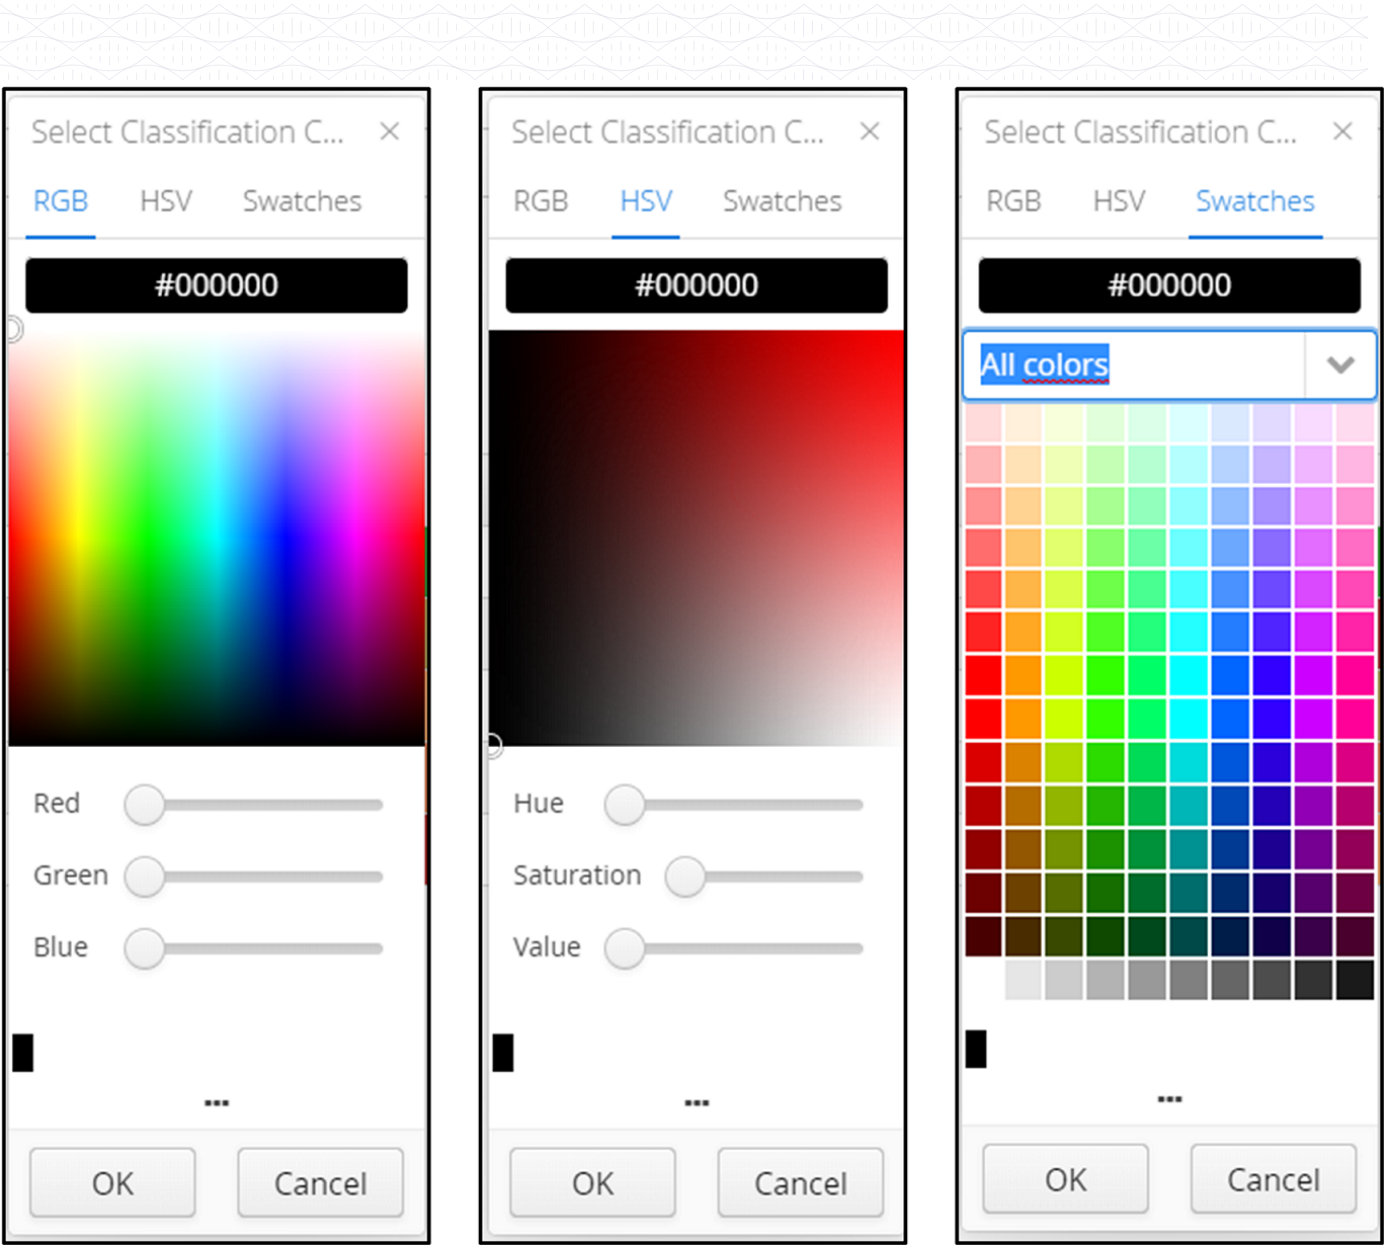 Select Classification C...
RGB HSV Swatches
#000000
Red
Green
Blue
...
OK Cancel
Select Classification C...
RGB HSV Swatches
#000000
Hue
Saturation
Value
...
OK Cancel
Select Classification C...
RGB HSV Swatches
#000000
All colors
...
OK Cancel